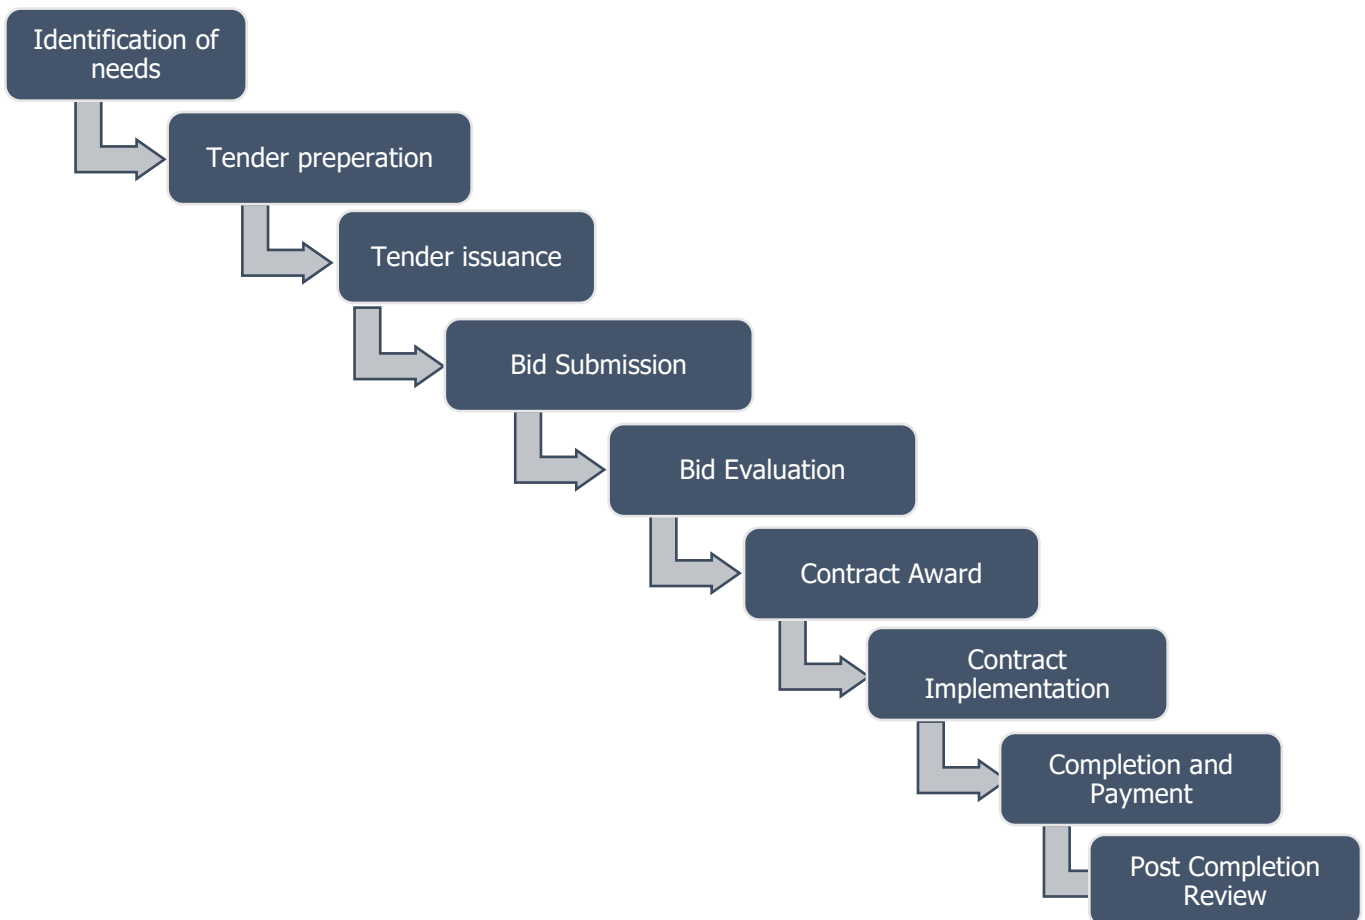 Identification of
needs
Tender preperation
Tender issuance
Bid Submission
Bid Evaluation
Contract Award
Contract
Implementation
Completion and
Payment
Post Completion
Review